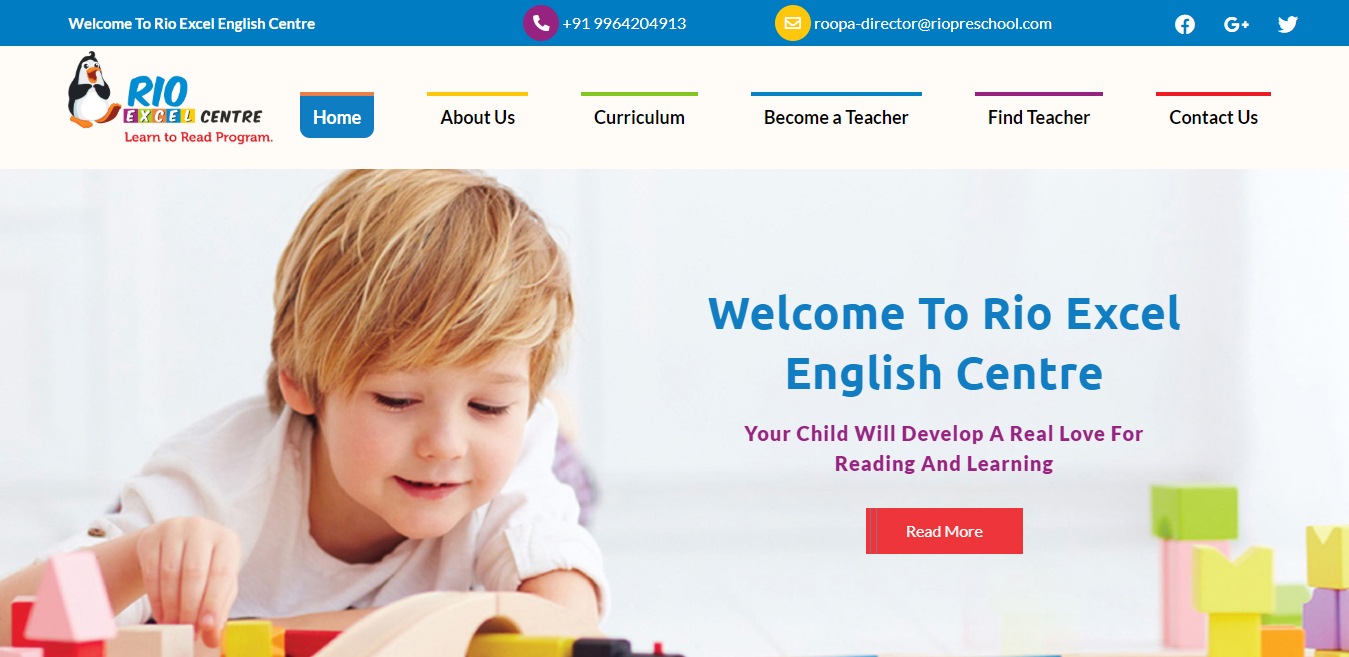 Welcome To Rio Excel English Centre
+91 9964204913
roopa-director@riopreschool.com
RIO
EXCEL CENTRE
Learn to Read Program.
Home
About Us
Curriculum
Become a Teacher
Find Teacher
Contact Us
Welcome To Rio Excel
English Centre
Your Child Will Develop A Real Love For
Reading And Learning
Read More